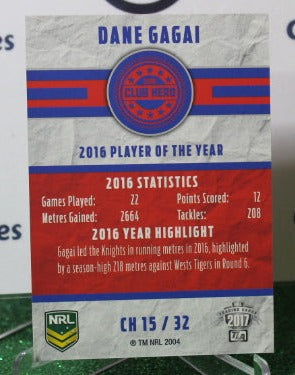 DANE GAGAI
CLUB HERO
2016 PLAYER OF THE YEAR
2016 STATISTICS
Games Played: 22 Points Scored: 12
Metres Gained: 2664 Tackles: 208
2016 YEAR HIGHLIGHT
Gagai led the Knights in running metres in 2016, highlighted
by a season-high 218 metres against Wests Tigers in Round 6.
NRL
CH 15 / 32
® TM NRL 2004
2017